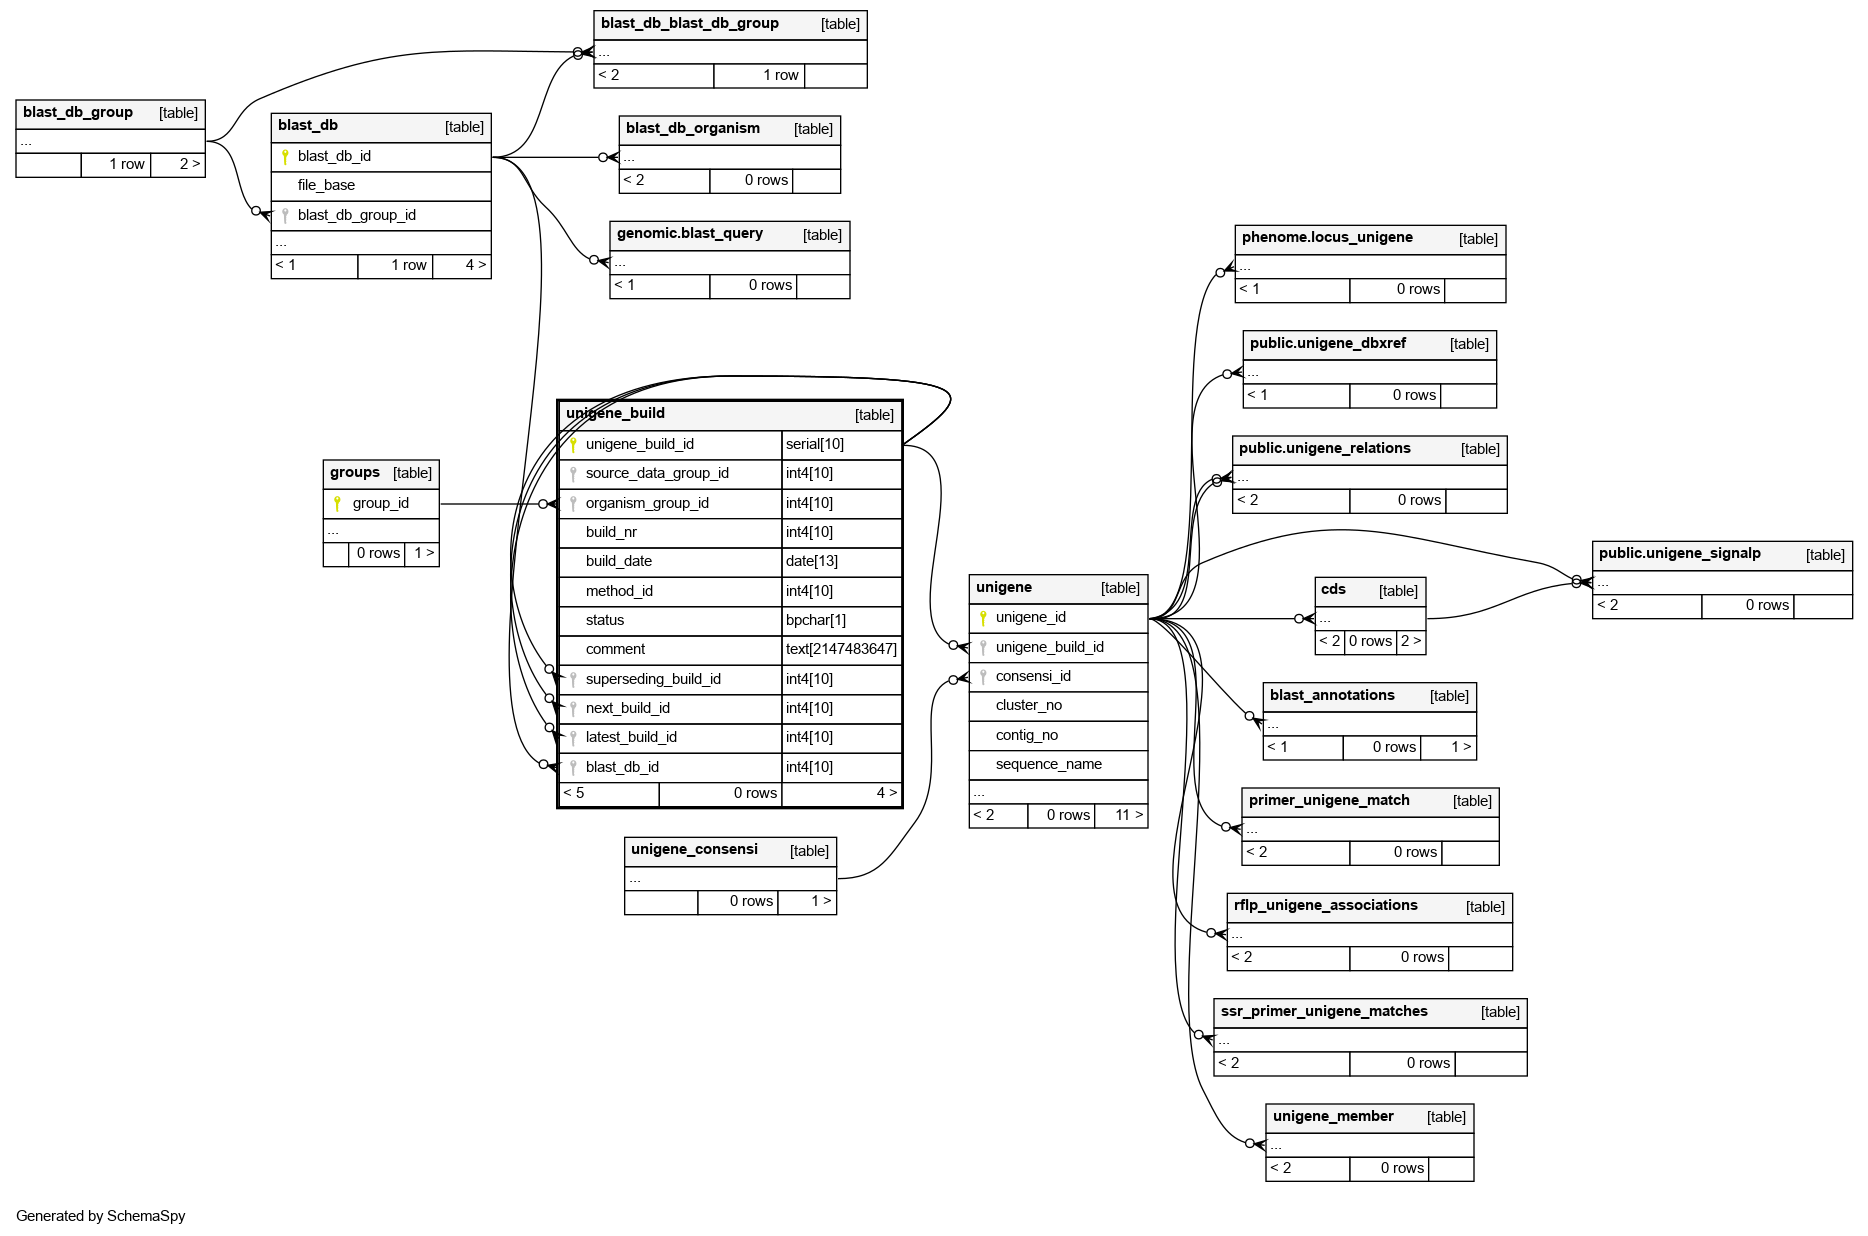 blast_db_blast_db_group [table]
...
< 2 1 row
blast_db_group [table]
...
1 row 2 >
blast_db [table]
blast_db_id
file_base
blast_db_group_id
...
< 1 1 row 4 >
blast_db_organism [table]
...
< 2 0 rows
genomic.blast_query [table]
...
< 1 0 rows
unigene_build [table]
unigene_build_id serial[10]
source_data_group_id int4[10]
organism_group_id int4[10]
build_nr int4[10]
build_date date[13]
method_id int4[10]
status bpchar[1]
comment text[2147483647]
superseding_build_id int4[10]
next_build_id int4[10]
latest_build_id int4[10]
blast_db_id int4[10]
< 5 0 rows 4 >
groups [table]
group_id
...
0 rows 1 >
unigene_consensi [table]
...
0 rows 1 >
unigene [table]
unigene_id
unigene_build_id
consensi_id
cluster_no
contig_no
sequence_name
...
< 2 0 rows 11 >
phenome.locus_unigene [table]
...
< 1 0 rows
public.unigene_dbxref [table]
...
< 1 0 rows
public.unigene_relations [table]
...
< 2 0 rows
public.unigene_signalp [table]
...
< 2 0 rows
cds [table]
...
< 2 0 rows 2 >
blast_annotations [table]
...
< 1 0 rows 1 >
primer_unigene_match [table]
...
< 2 0 rows
rflp_unigene_associations [table]
...
< 2 0 rows
ssr_primer_unigene_matches [table]
...
< 2 0 rows
unigene_member [table]
...
< 2 0 rows
Generated by SchemaSpy